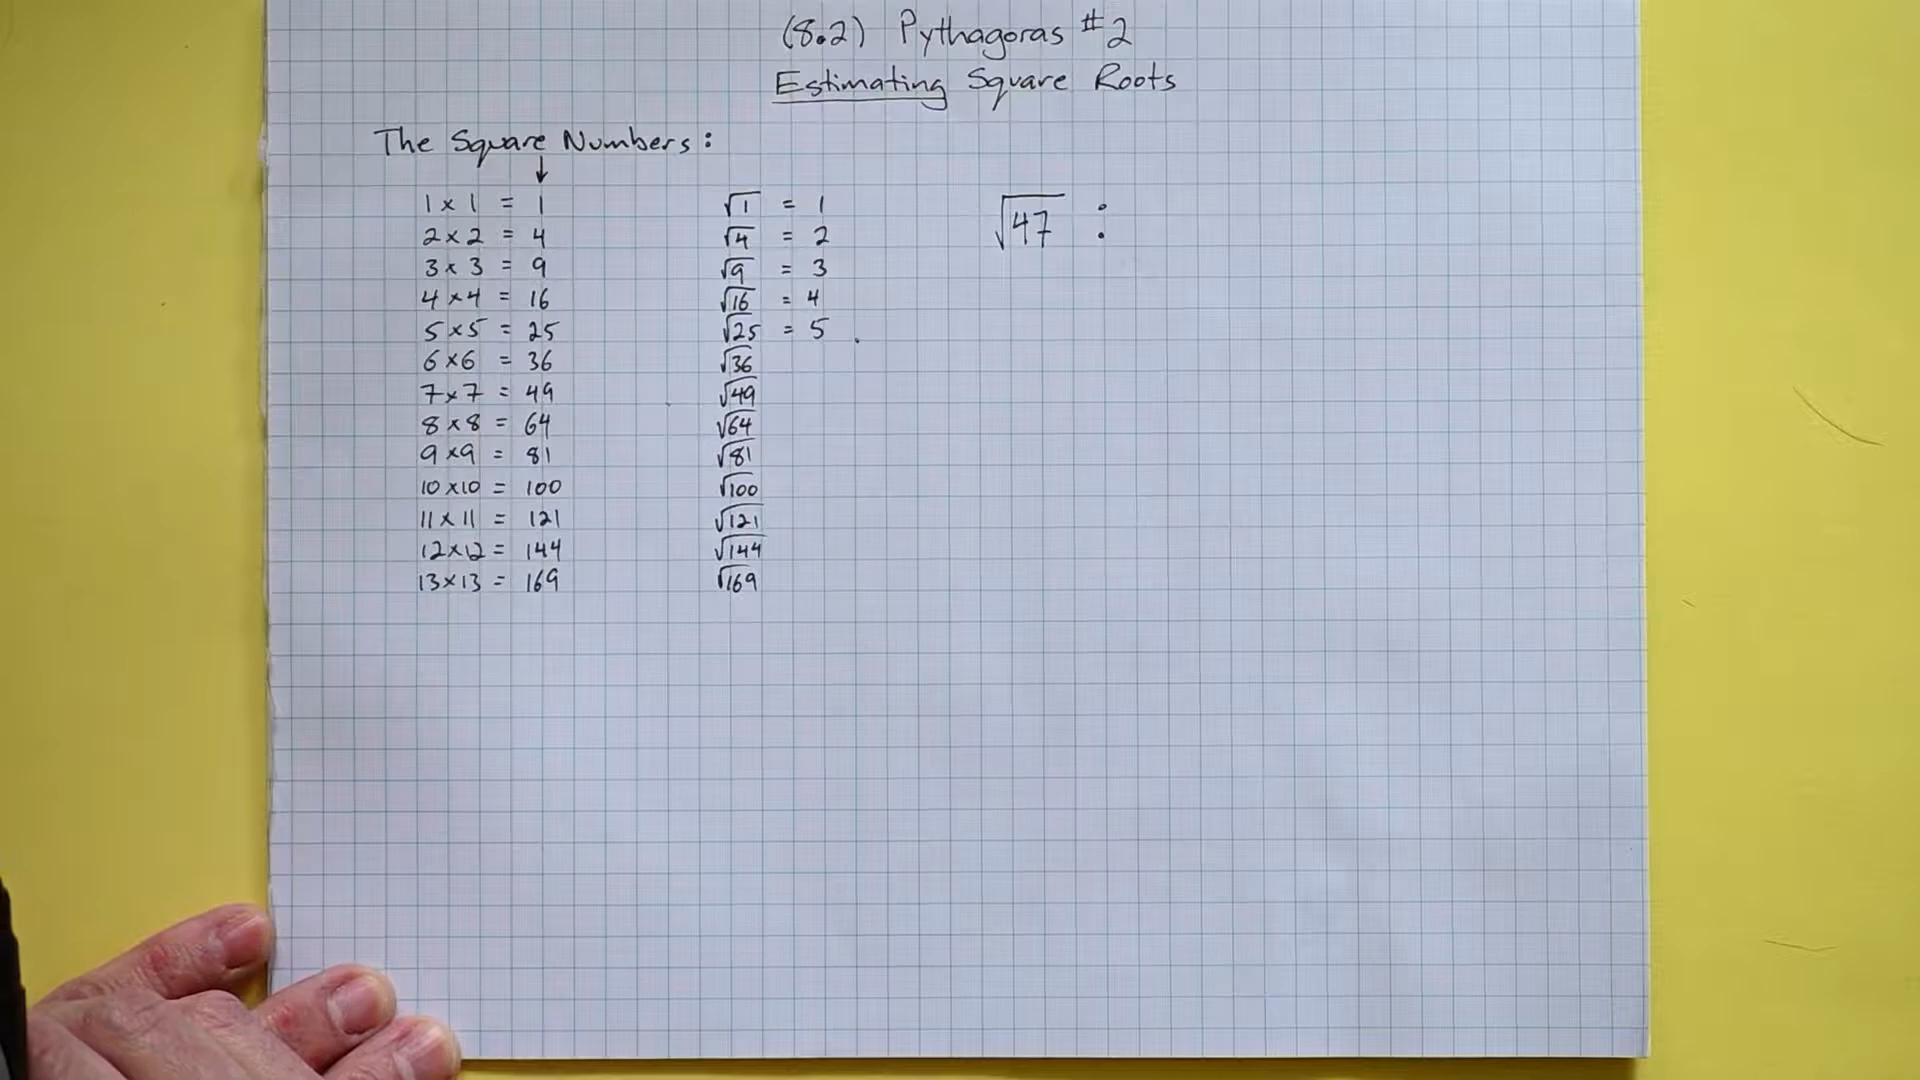 (8.2) Pythagoras #2
Estimating Square Roots
The Square Numbers:
↓
1 x 1 = 1
2 x 2 = 4
3 x 3 = 9
4 x 4 = 16
5 x 5 = 25
6 x 6 = 36
7 x 7 = 49
8 x 8 = 64
9 x 9 = 81
10 x 10 = 100
11 x 11 = 121
12 x 12 = 144
13 x 13 = 169
√1 = 1
√4 = 2
√9 = 3
√16 = 4
√25 = 5
√36
√49
√64
√81
√100
√121
√144
√169
√47 :